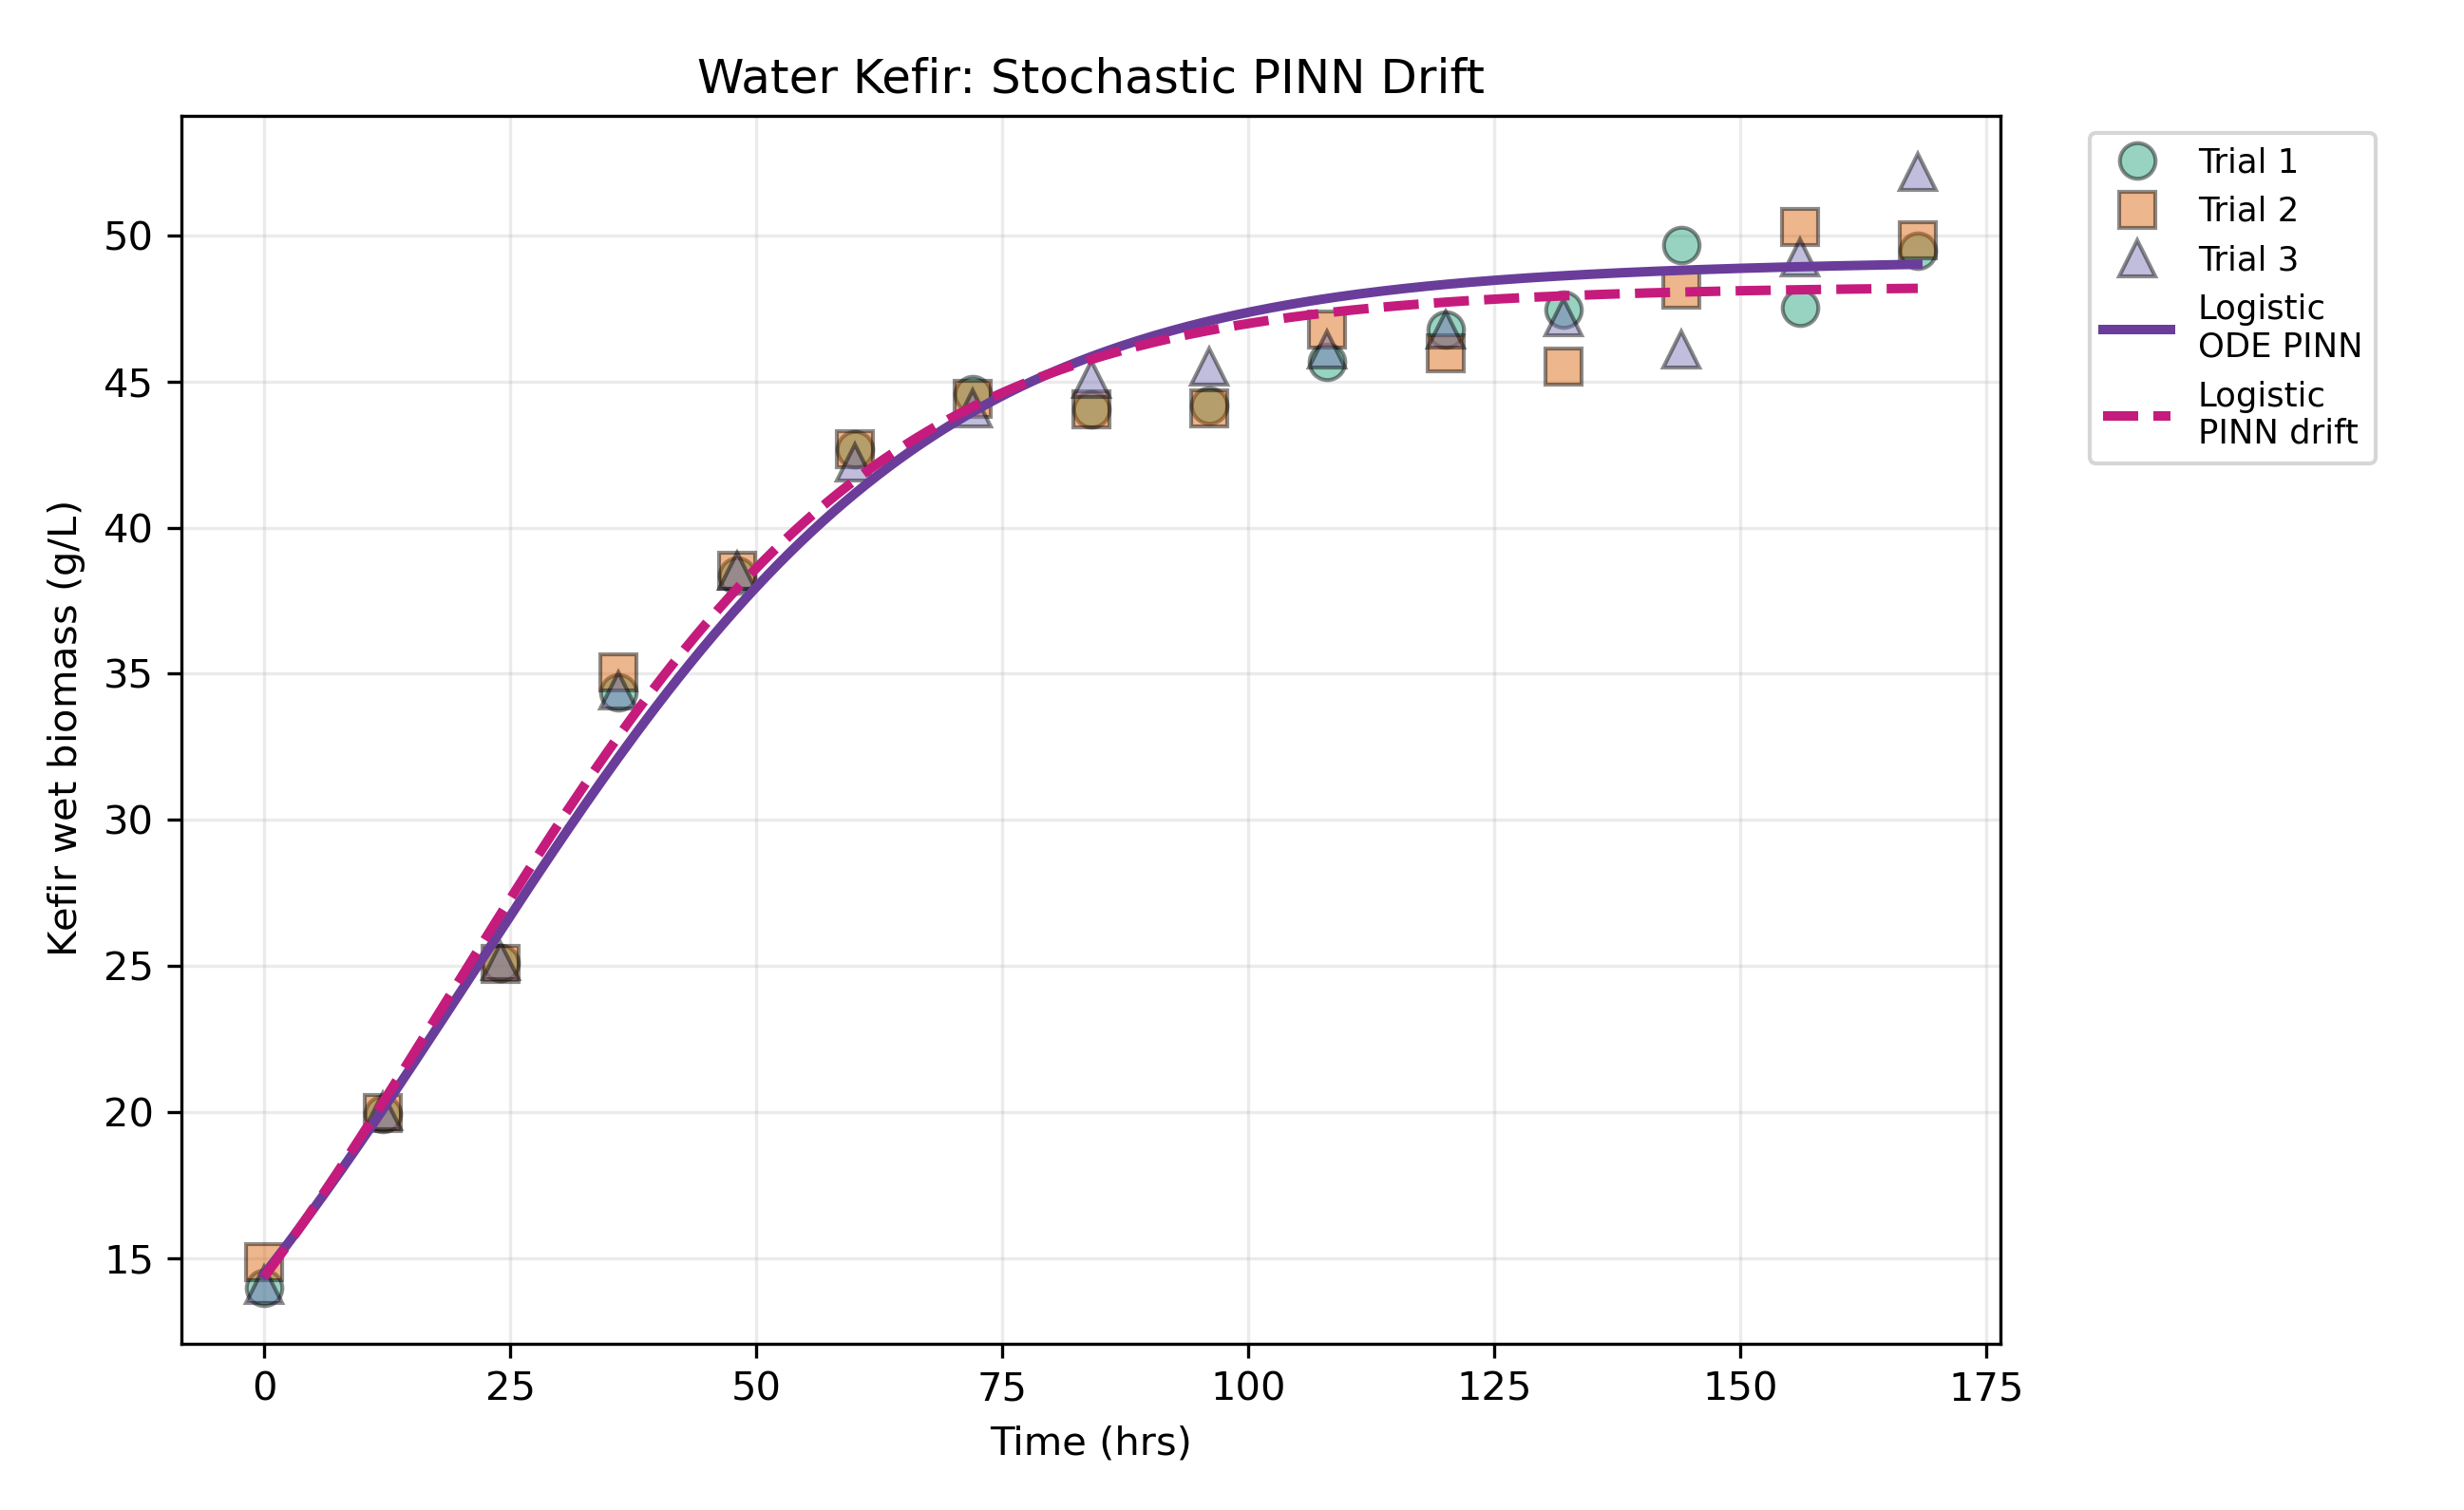 Water Kefir: Stochastic PINN Drift
Kefir wet biomass (g/L)
50
45
40
35
30
25
20
15
0 25 50 75 100 125 150 175
Time (hrs)
Trial 1
Trial 2
Trial 3
Logistic
ODE PINN
Logistic
PINN drift